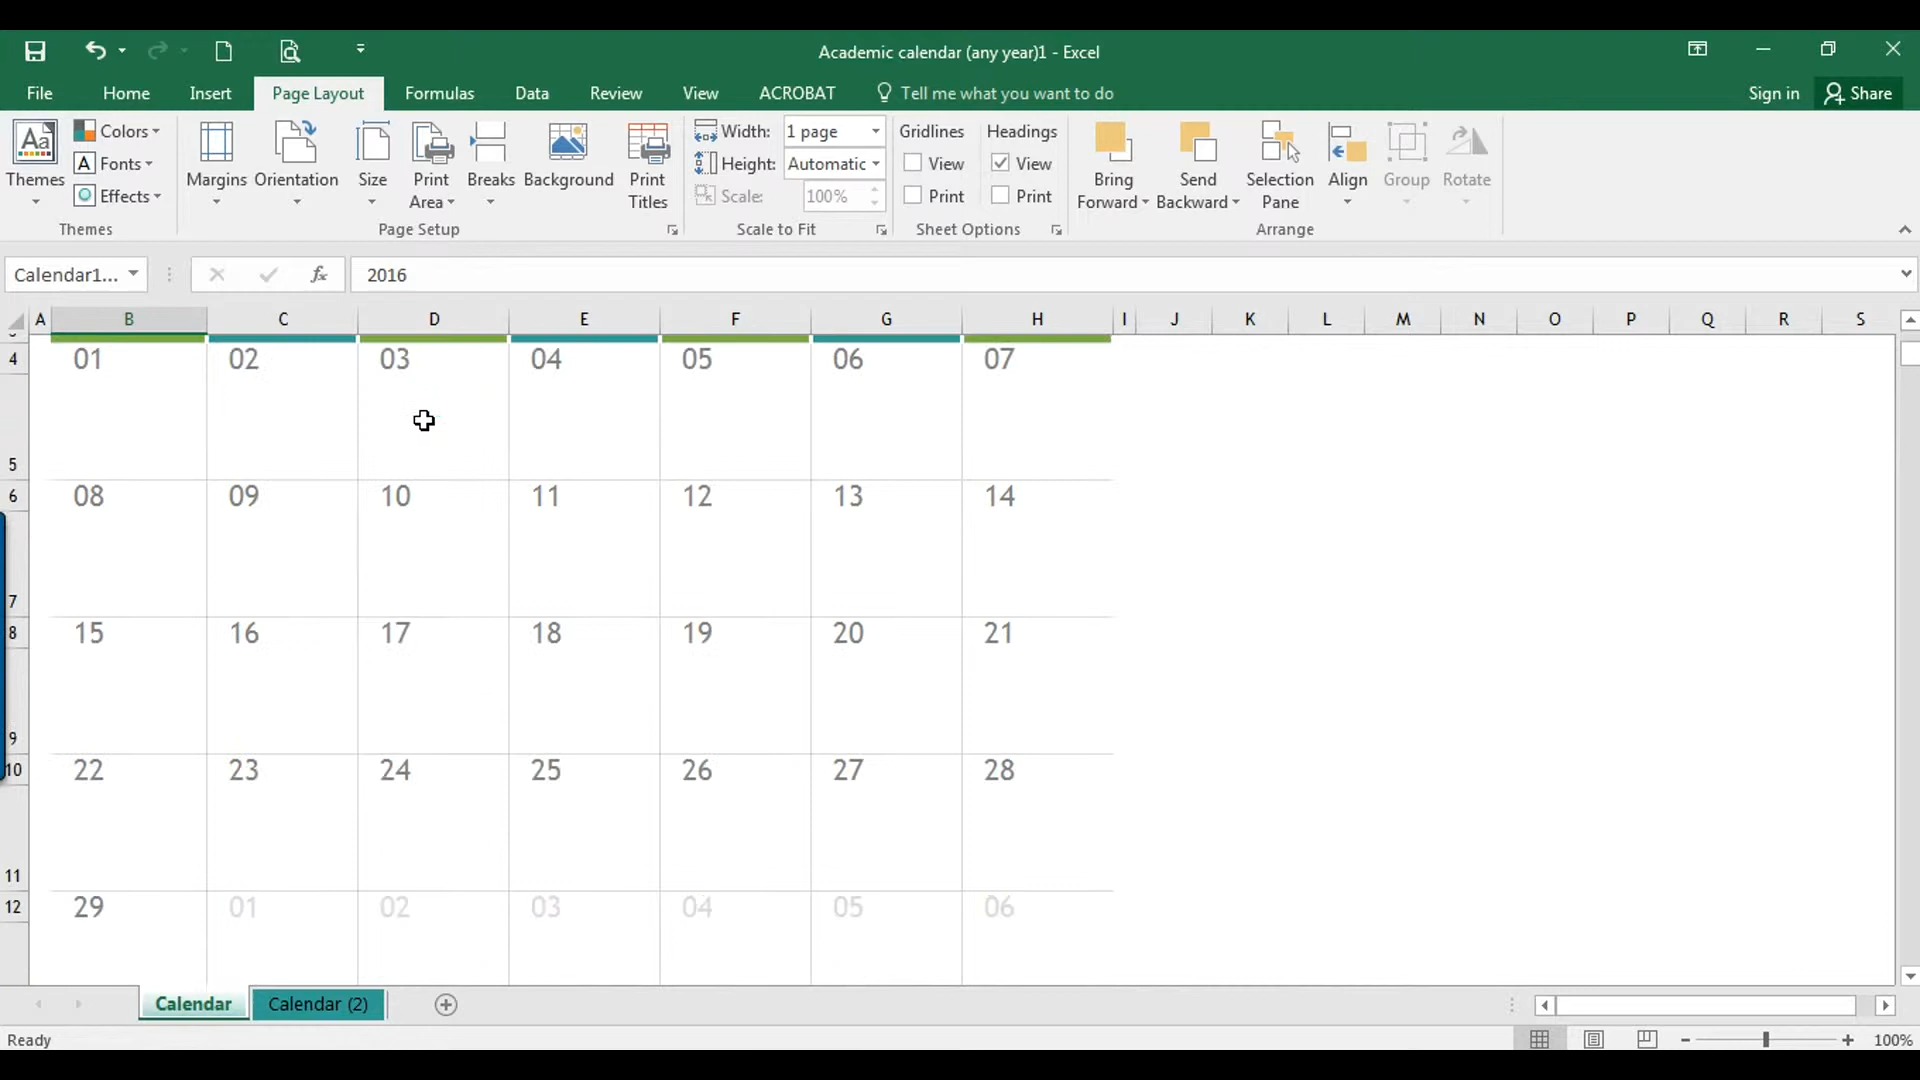 Academic calendar (any year)1 - Excel
File Home Insert Page Layout Formulas Data Review View ACROBAT Tell me what you want to do Sign in Share
Themes Colors Fonts Effects Themes
Margins Orientation Size Print Area Breaks Background Print Titles Page Setup
Width: 1 page Height: Automatic Scale: 100% Scale to Fit
Gridlines View Print Headings View Print Sheet Options
Bring Forward Send Backward Selection Pane Align Group Rotate Arrange
Calendar1... fx 2016
A B C D E F G H I J K L M N O P Q R S
4 01 02 03 04 05 06 07
5
6 08 09 10 11 12 13 14
7
8 15 16 17 18 19 20 21
9
10 22 23 24 25 26 27 28
11
12 29 01 02 03 04 05 06
Calendar Calendar (2)
Ready 100%